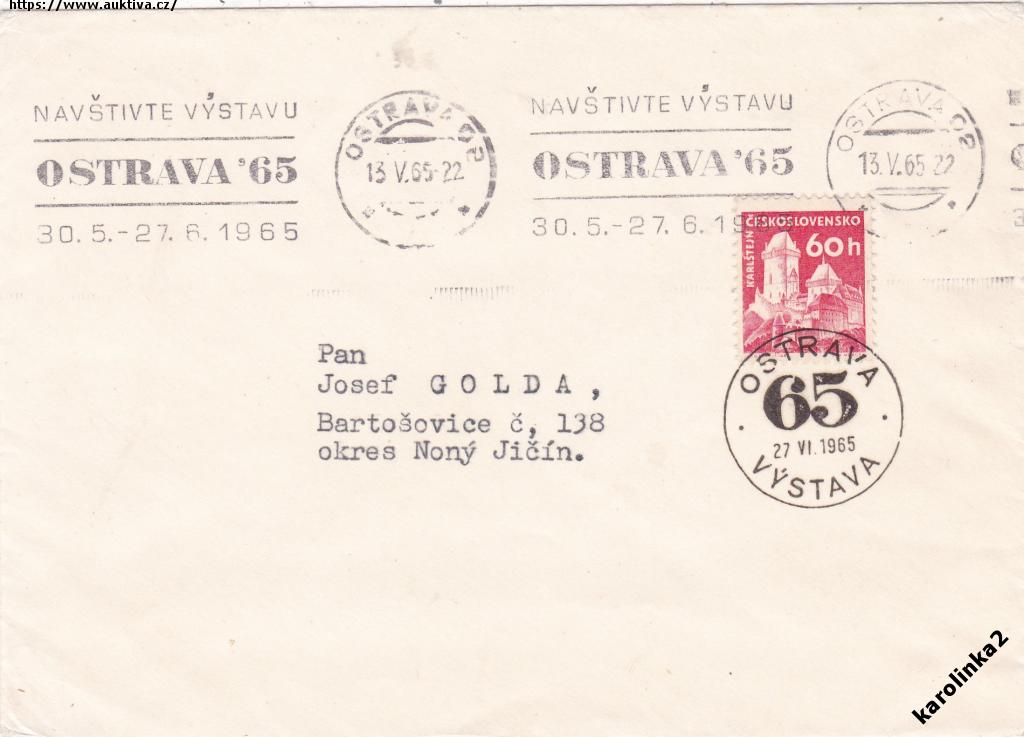 https://www.auktiva.cz/
NAVŠTIVTE VÝSTAVU
OSTRAVA '65
30.5.-27.6.1965
OSTRAVA 02
13.V.65-22
NAVŠTIVTE VÝSTAVU
OSTRAVA '65
30.5.-27.6.1965
OSTRAVA 02
13.V.65-22
KARLŠTEJN
ČESKOSLOVENSKO
60h
Pan
Josef GOLDA,
Bartošovice č, 138
okres Noný Jičín.
OSTRAVA
65
27 VI.1965
VÝSTAVA
karolinka2